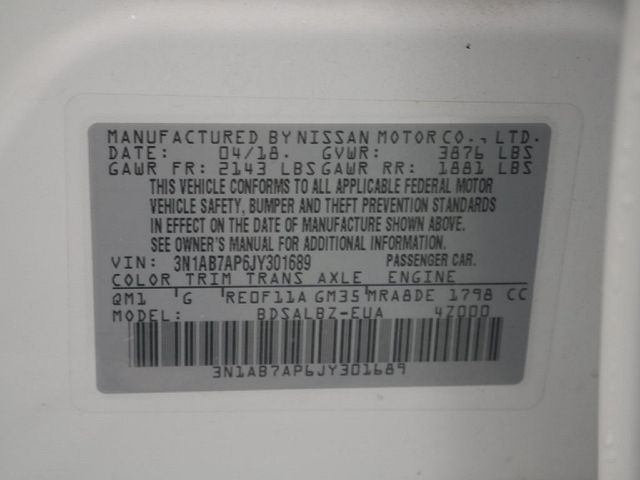 MANUFACTURED BY NISSAN MOTOR CO., LTD.
DATE: 04/18. GVWR: 3876 LBS
GAWR FR: 2143 LBS GAWR RR: 1881 LBS
THIS VEHICLE CONFORMS TO ALL APPLICABLE FEDERAL MOTOR
VEHICLE SAFETY, BUMPER AND THEFT PREVENTION STANDARDS
IN EFFECT ON THE DATE OF MANUFACTURE SHOWN ABOVE.
SEE OWNER'S MANUAL FOR ADDITIONAL INFORMATION
VIN: 3N1AB7AP6JY301689 PASSENGER CAR.
COLOR TRIM TRANS AXLE ENGINE
QM1 G RE0F11A GM35 MRA8DE 1798 CC
MODEL: BDSALBZ-EUA 4Z000
3N1AB7AP6JY301689